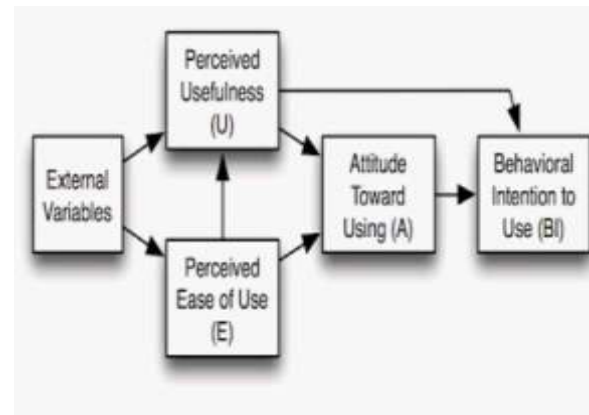 Perceived
Usefulness
(U)
External
Variables
Attitude
Toward
Using (A)
Behavioral
Intention to
Use (BI)
Perceived
Ease of Use
(E)